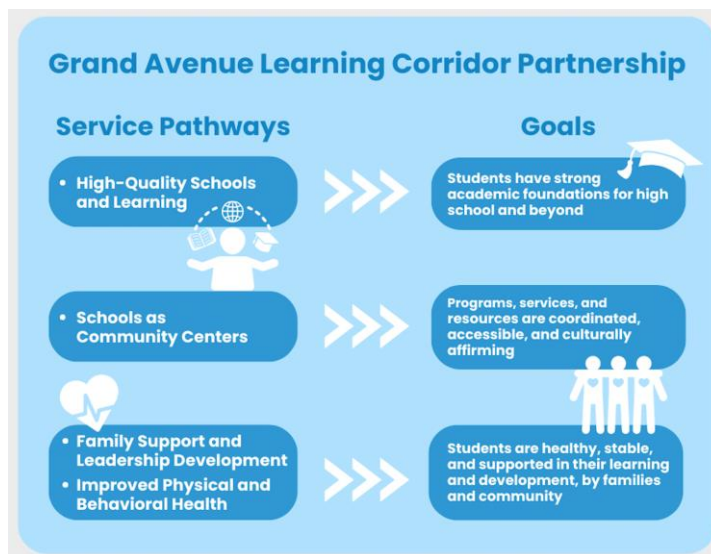 Grand Avenue Learning Corridor Partnership
Service Pathways
Goals
• High-Quality Schools
and Learning
Students have strong
academic foundations for high
school and beyond
• Schools as
Community Centers
Programs, services, and
resources are coordinated,
accessible, and culturally
affirming
• Family Support and
Leadership Development
• Improved Physical and
Behavioral Health
Students are healthy, stable,
and supported in their learning
and development, by families
and community